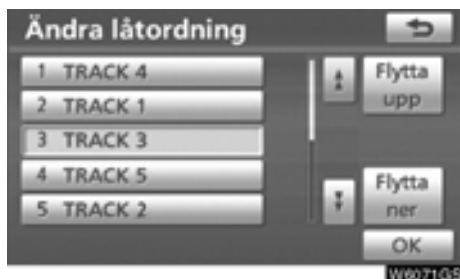 Ändra låtordning
1 TRACK 4
2 TRACK 1
3 TRACK 3
4 TRACK 5
5 TRACK 2
Flytta
upp
Flytta
ner
OK
W6071GS